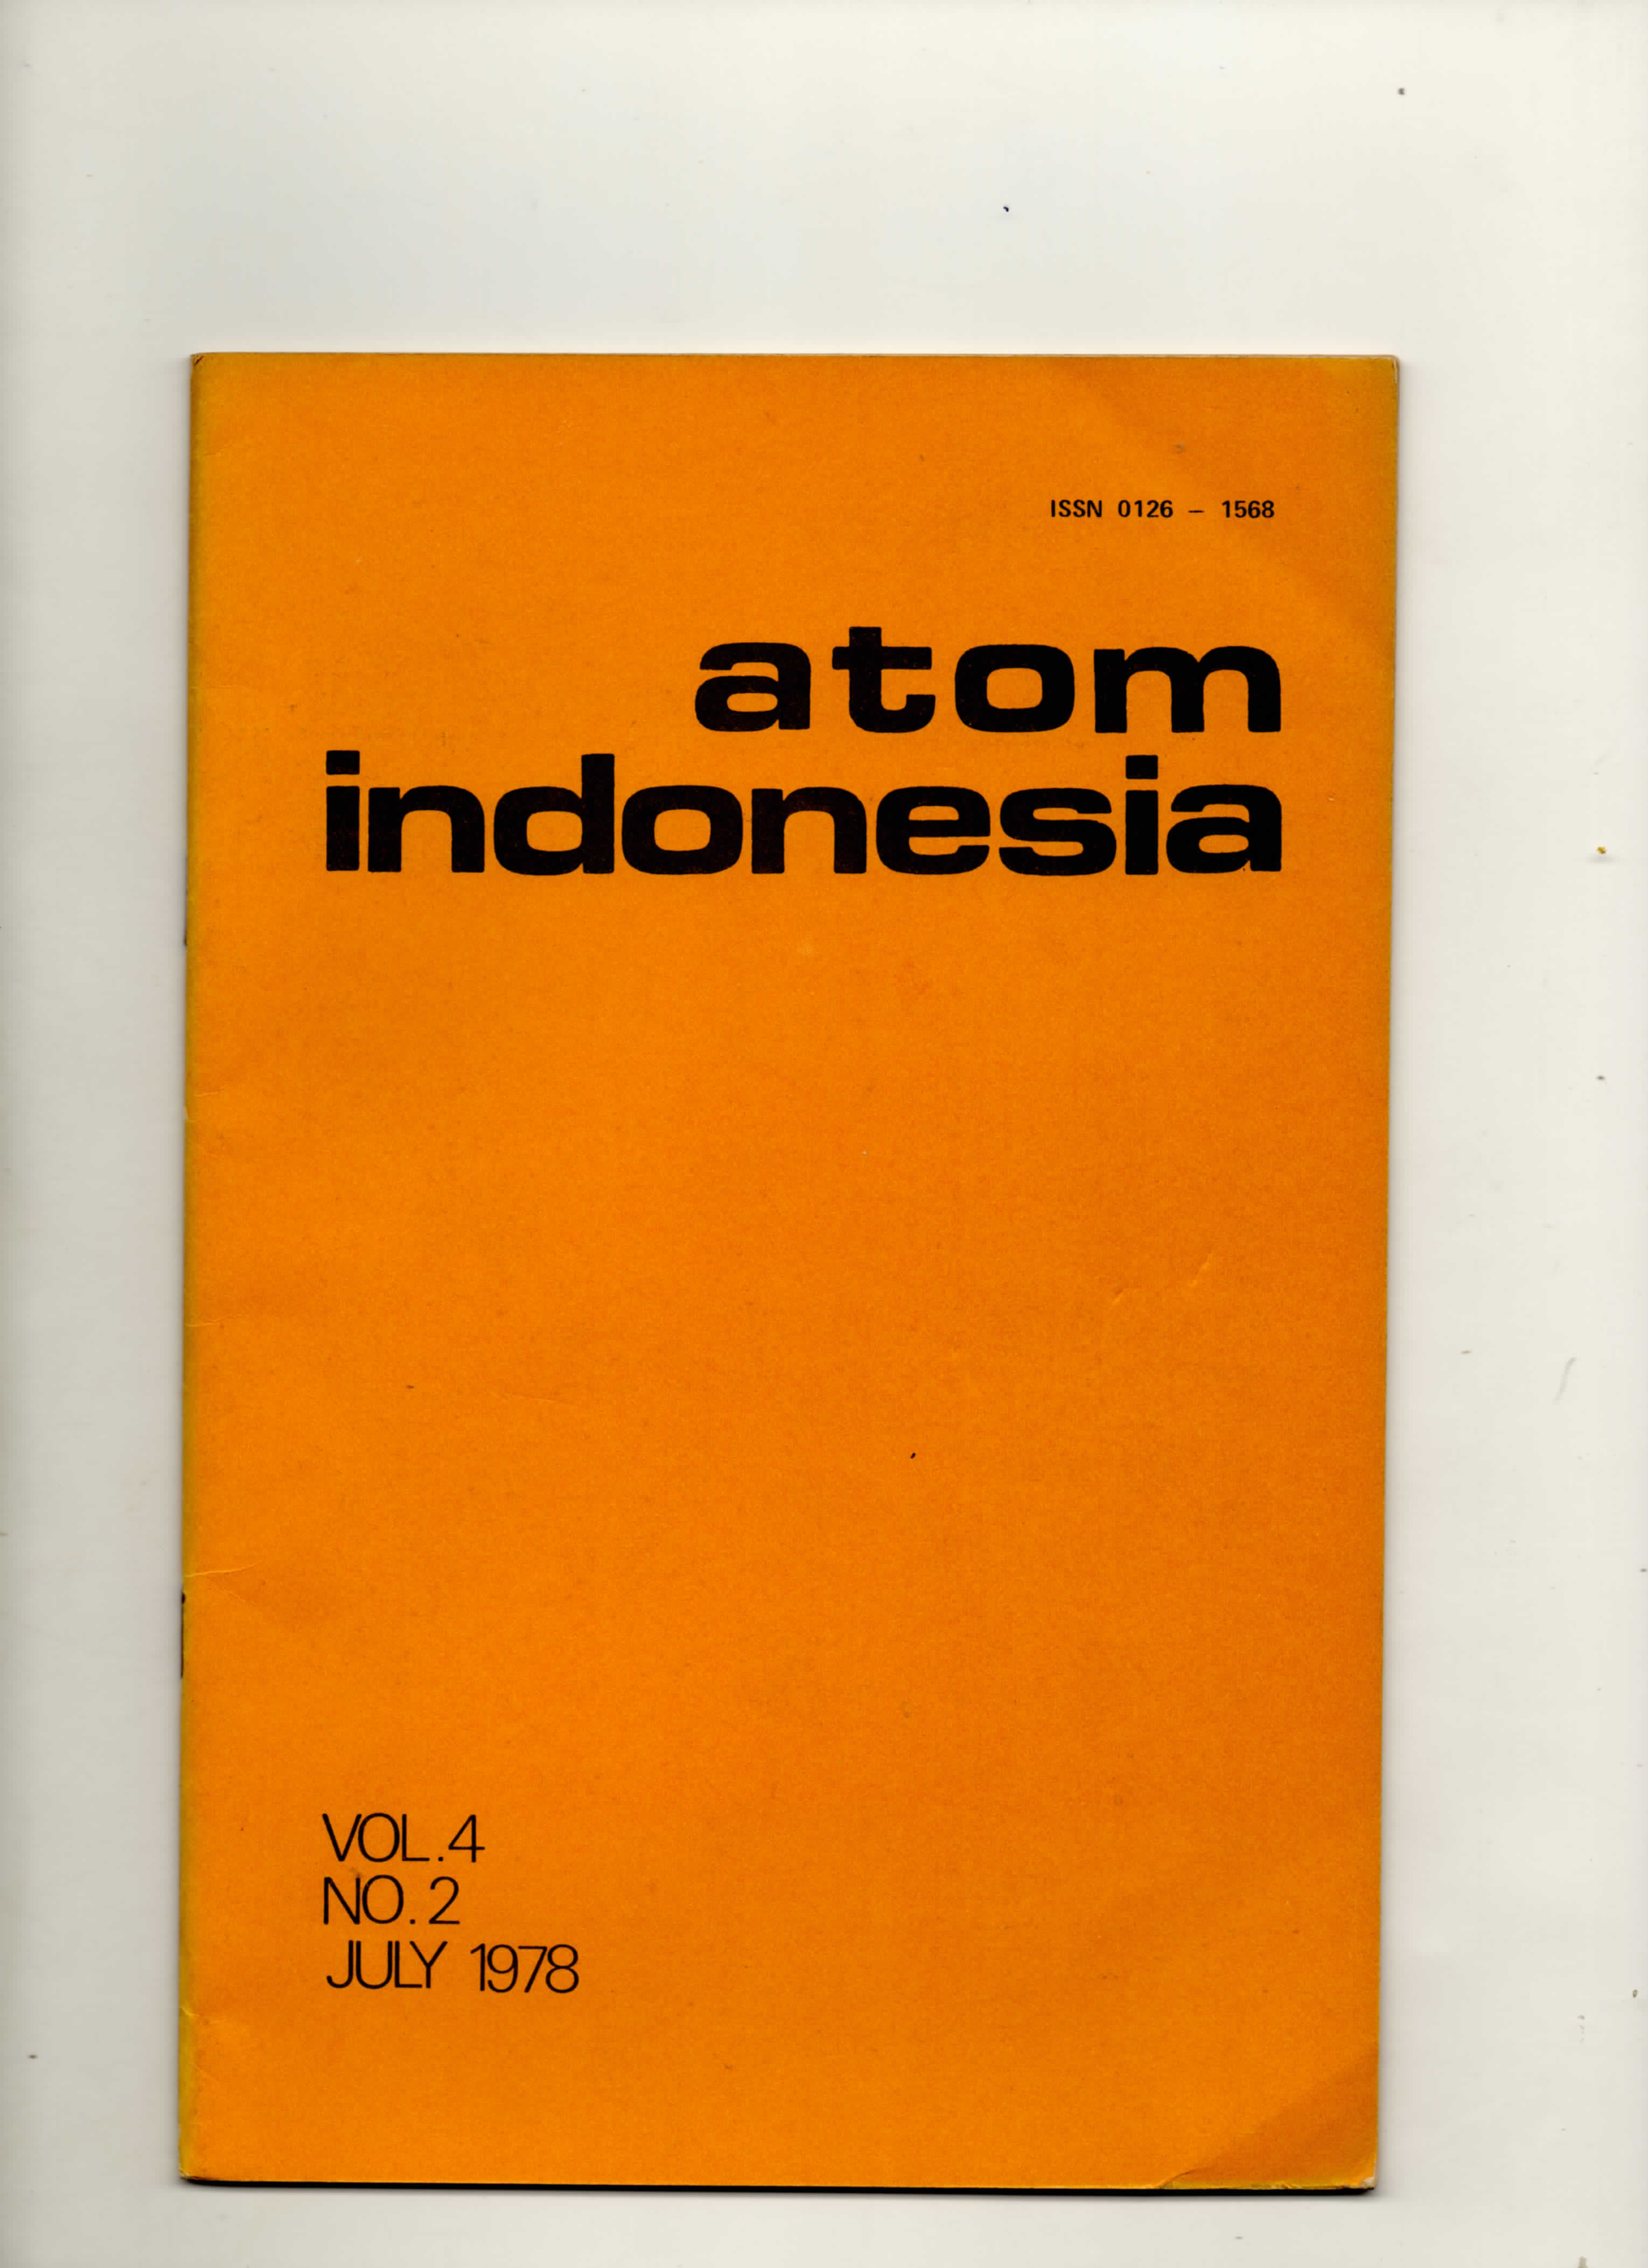 ISSN 0126 – 1568
atom
indonesia
VOL.4
NO.2
JULY 1978